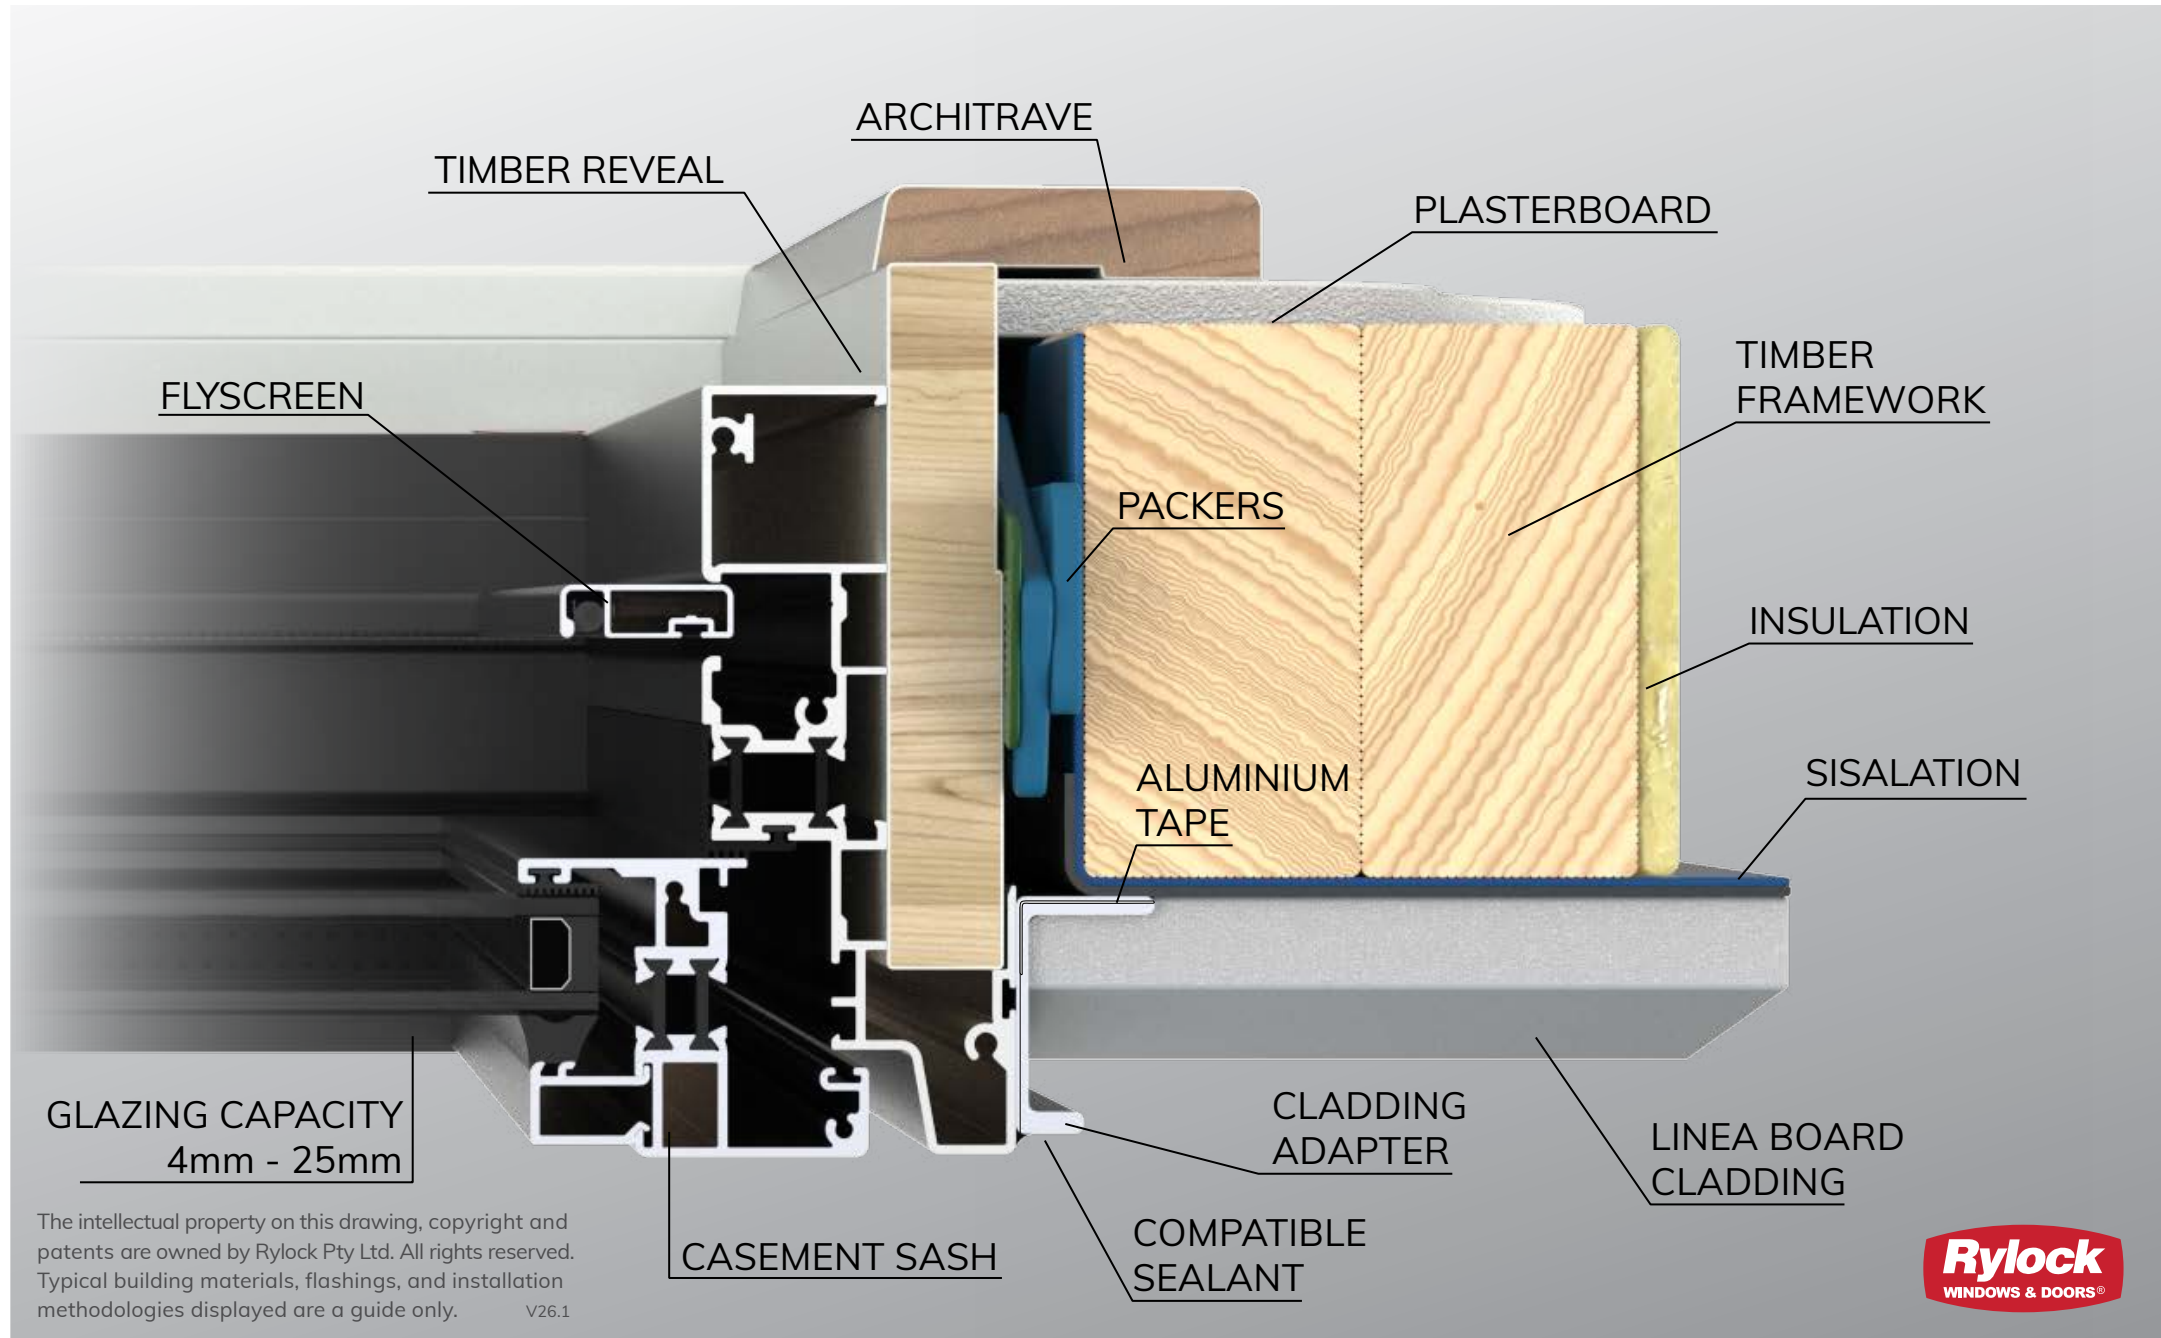 ARCHITRAVE
TIMBER REVEAL
PLASTERBOARD
TIMBER
FRAMEWORK
FLYSCREEN
PACKERS
INSULATION
ALUMINIUM
TAPE
SISALATION
GLAZING CAPACITY
4mm - 25mm
CLADDING
ADAPTER
LINEA BOARD
CLADDING
COMPATIBLE
SEALANT
CASEMENT SASH
The intellectual property on this drawing, copyright and
patents are owned by Rylock Pty Ltd. All rights reserved.
Typical building materials, flashings, and installation
methodologies displayed are a guide only. V26.1
Rylock
WINDOWS & DOORS®